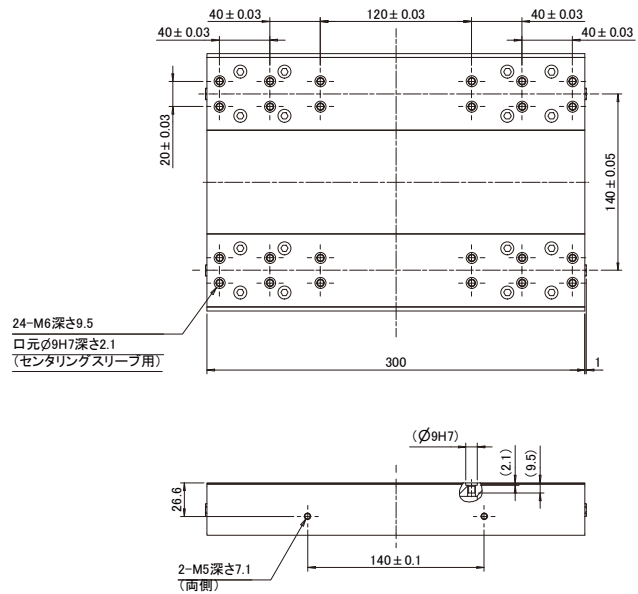 40±0.03
120±0.03
40±0.03
40±0.03
40±0.03
20±0.03
140±0.05
24-M6深さ9.5
口元∅9H7深さ2.1
(センタリングスリーブ用)
300
1
(∅9H7)
(2.1)
(9.5)
26.6
2-M5深さ7.1
(両側)
140±0.1